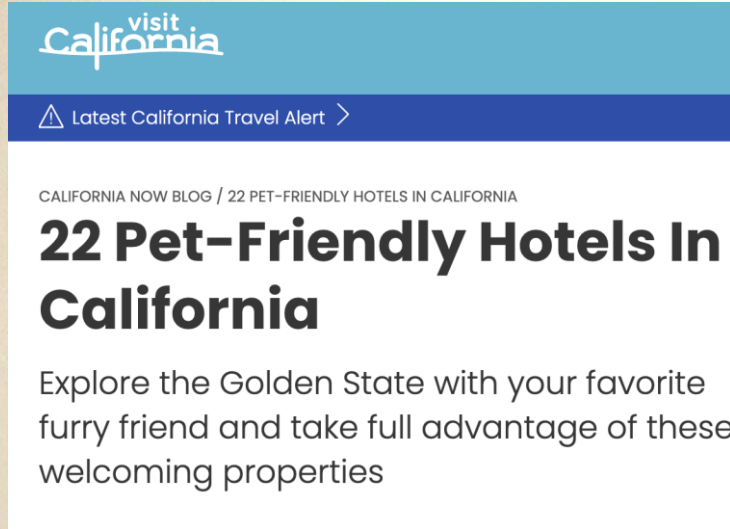 visit
California
Latest California Travel Alert
CALIFORNIA NOW BLOG / 22 PET-FRIENDLY HOTELS IN CALIFORNIA
22 Pet-Friendly Hotels In
California
Explore the Golden State with your favorite
furry friend and take full advantage of these
welcoming properties